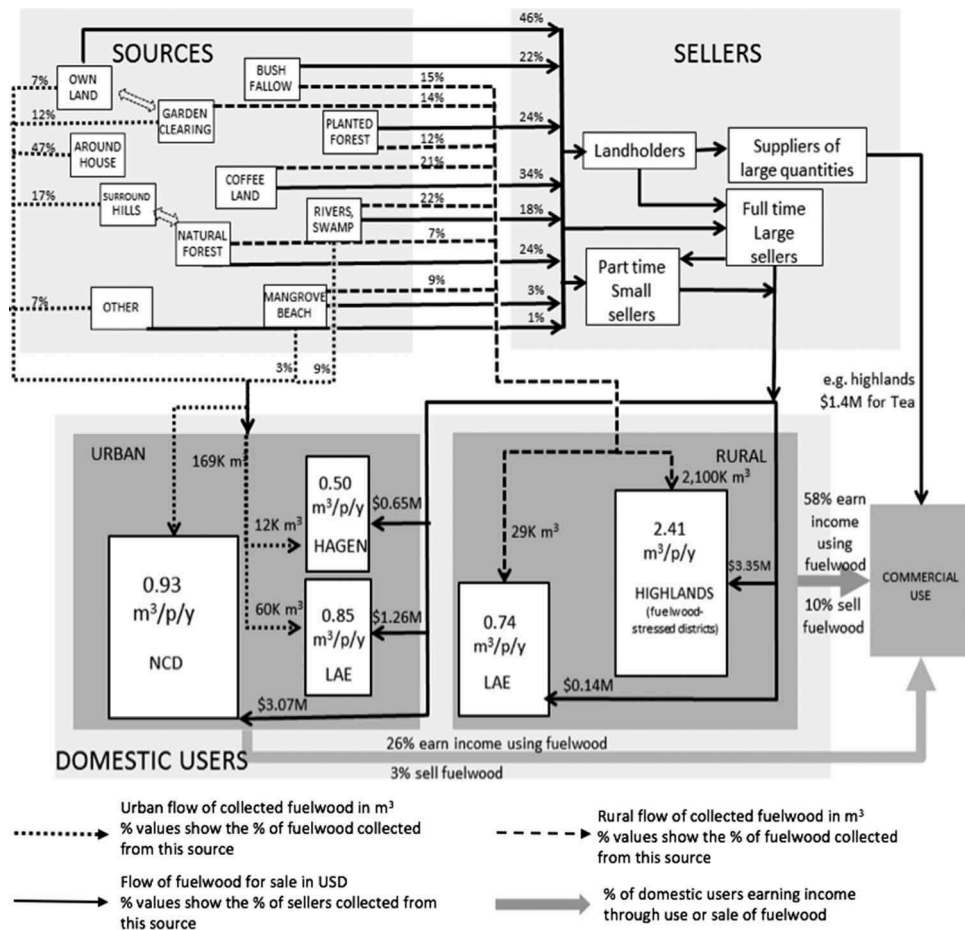 SOURCES
SELLERS
46%
22%
15%
14%
24%
12%
21%
34%
22%
18%
7%
24%
9%
3%
1%
7%
12%
47%
17%
7%
3%
9%
OWN
LAND
BUSH
FALLOW
GARDEN
CLEARING
PLANTED
FOREST
AROUND
HOUSE
COFFEE
LAND
SURROUND
HILLS
RIVERS,
SWAMP
NATURAL
FOREST
OTHER
MANGROVE
BEACH
Landholders
Suppliers of
large quantities
Full time
Large
sellers
Part time
Small
sellers
e.g. highlands
$1.4M for Tea
URBAN
RURAL
169K m³
12K m³
60K m³
0.50
m³/p/y
HAGEN
$0.65M
0.93
m³/p/y
NCD
0.85
m³/p/y
LAE
$1.26M
$3.07M
29K m³
2,100K m³
0.74
m³/p/y
LAE
2.41
m³/p/y
HIGHLANDS
(fuelwood-
stressed districts)
$3.35M
$0.14M
58% earn
income
using
fuelwood
10% sell
fuelwood
COMMERCIAL
USE
26% earn income using fuelwood
3% sell fuelwood
DOMESTIC USERS
Urban flow of collected fuelwood in m³
% values show the % of fuelwood collected
from this source
Rural flow of collected fuelwood in m³
% values show the % of fuelwood collected
from this source
Flow of fuelwood for sale in USD
% values show the % of sellers collected from
this source
% of domestic users earning income
through use or sale of fuelwood